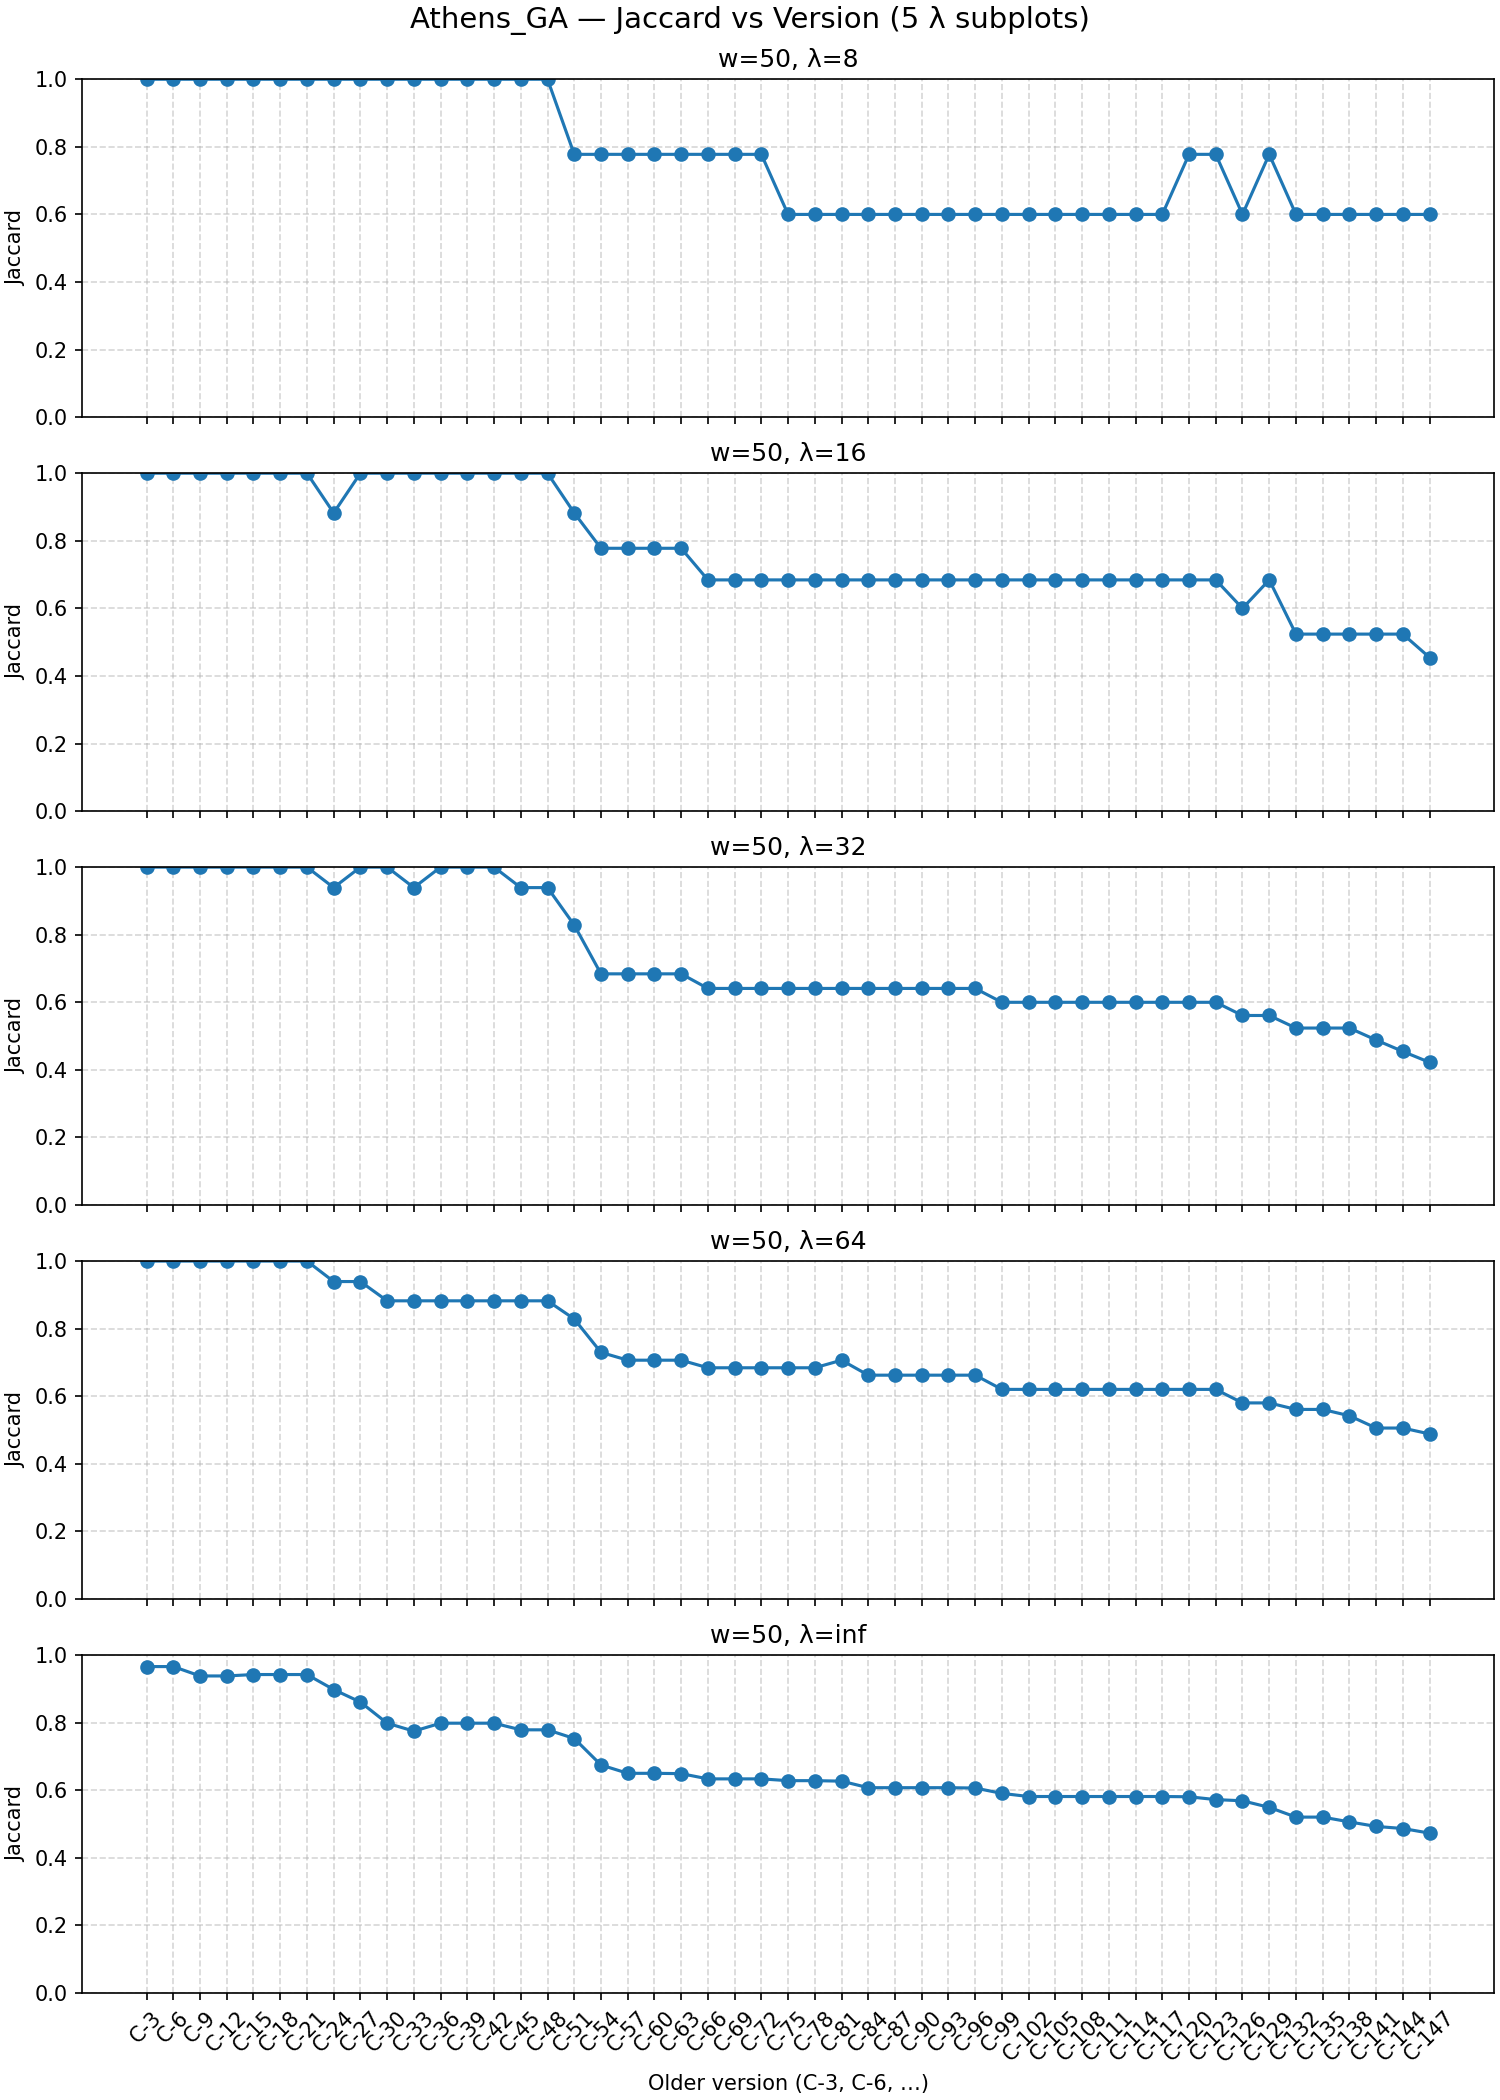 Athens_GA — Jaccard vs Version (5 λ subplots)
w=50, λ=8
1.0
0.8
0.6
0.4
0.2
0.0
Jaccard
w=50, λ=16
1.0
0.8
0.6
0.4
0.2
0.0
Jaccard
w=50, λ=32
1.0
0.8
0.6
0.4
0.2
0.0
Jaccard
w=50, λ=64
1.0
0.8
0.6
0.4
0.2
0.0
Jaccard
w=50, λ=inf
1.0
0.8
0.6
0.4
0.2
0.0
Jaccard
C-3
C-6
C-9
C-12
C-15
C-18
C-21
C-24
C-27
C-30
C-33
C-36
C-39
C-42
C-45
C-48
C-51
C-54
C-57
C-60
C-63
C-66
C-69
C-72
C-75
C-78
C-81
C-84
C-87
C-90
C-93
C-96
C-99
C-102
C-105
C-108
C-111
C-114
C-117
C-120
C-123
C-126
C-129
C-132
C-135
C-138
C-141
C-144
C-147
Older version (C-3, C-6, ...)